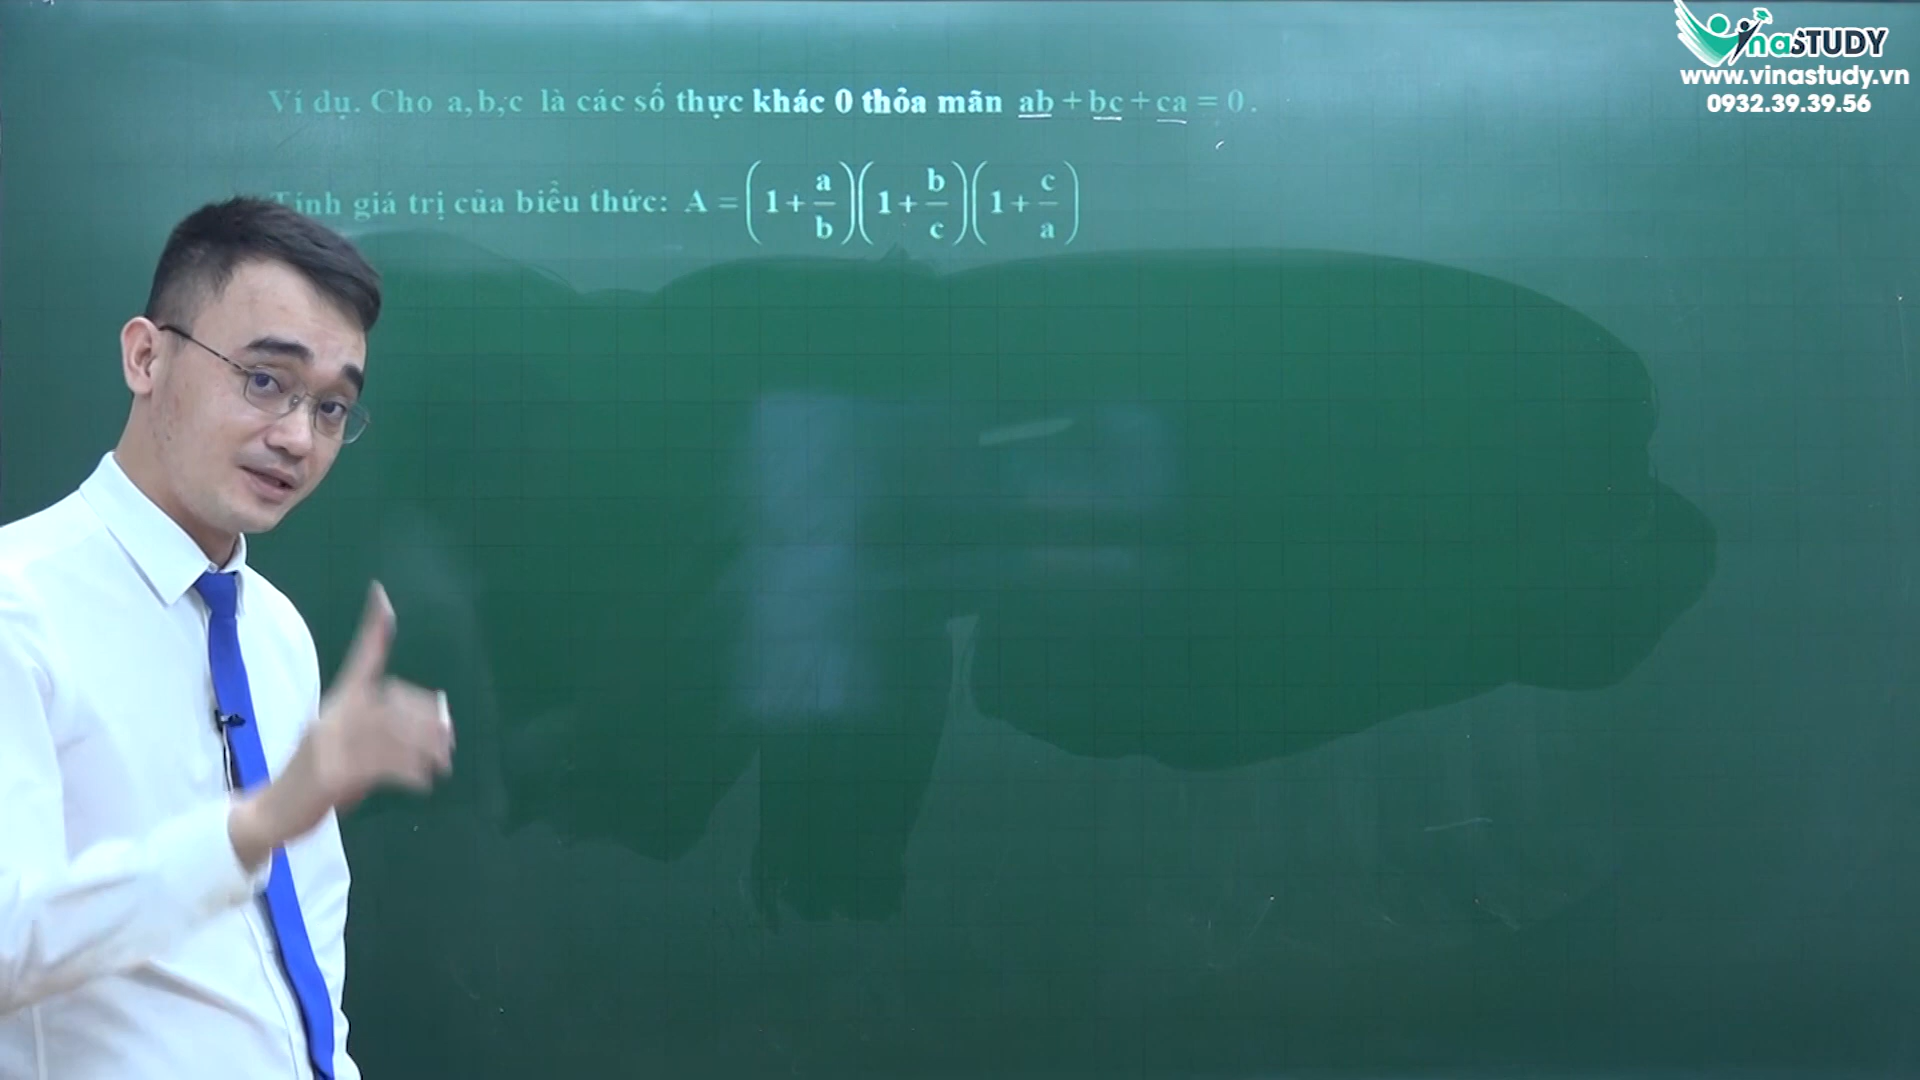 VinaSTUDY
www.vinastudy.vn
0932.39.39.56
Ví dụ. Cho a,b,c là các số thực khác 0 thỏa mãn ab + bc + ca = 0.
Tính giá trị của biểu thức: A = (1 + a/b)(1 + b/c)(1 + c/a)